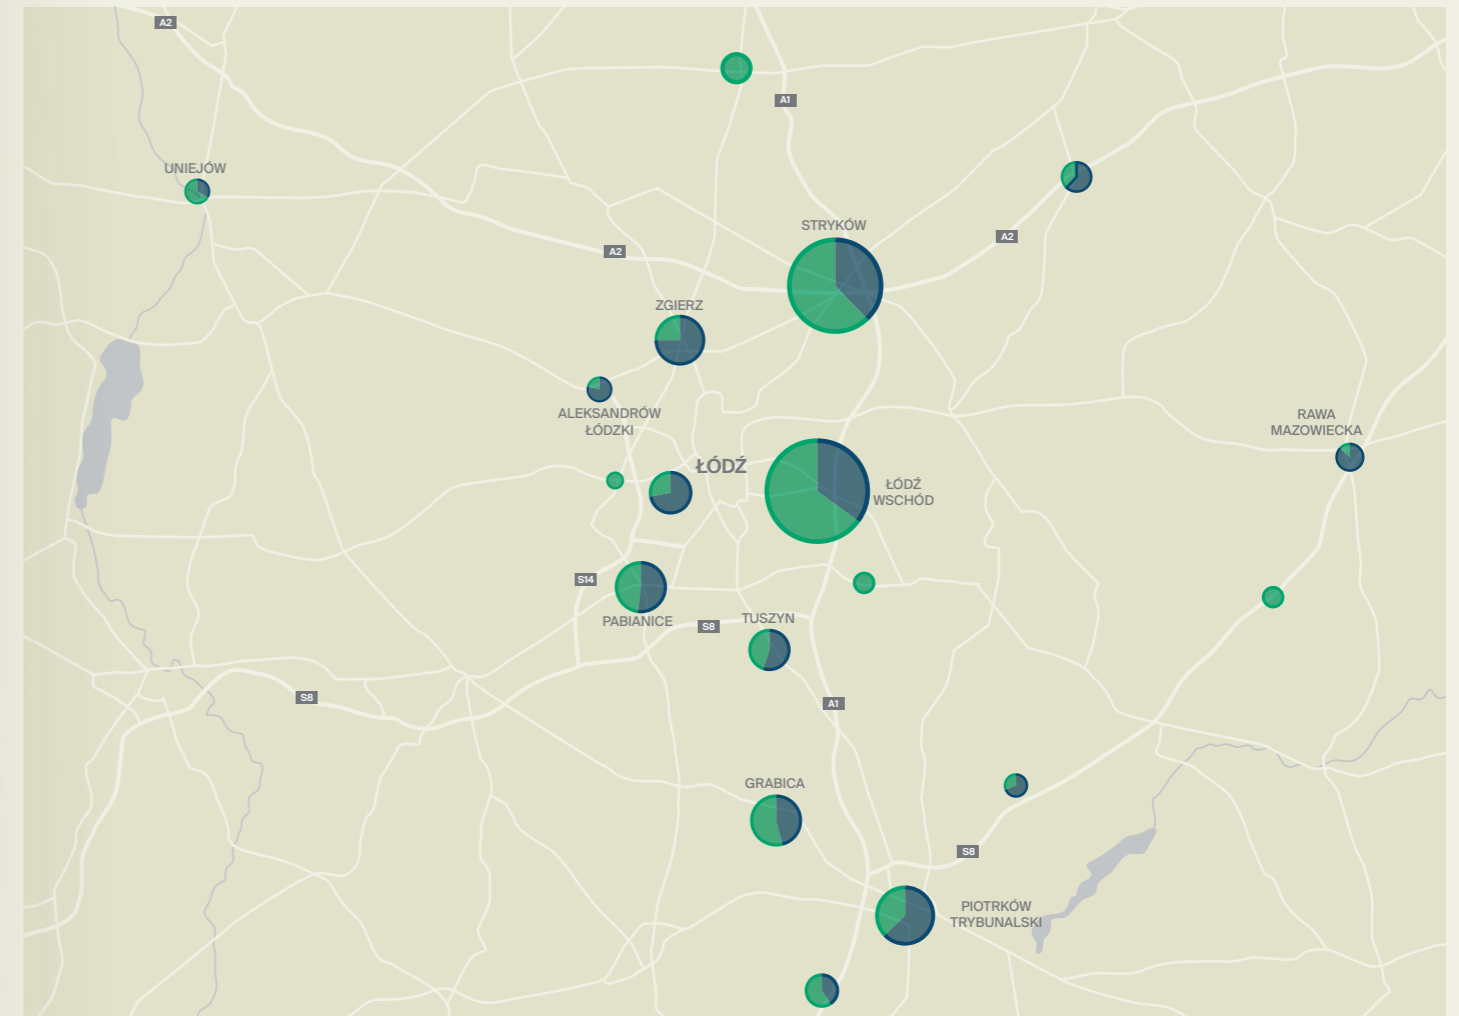 A2
A1
UNIEJÓW
STRYKÓW
A2
A2
ZGIERZ
ALEKSANDRÓW
ŁÓDZKI
RAWA
MAZOWIECKA
ŁÓDŹ
ŁÓDŹ
WSCHÓD
S14
PABIANICE
S8
TUSZYN
S8
A1
GRABICA
S8
PIOTRKÓW
TRYBUNALSKI